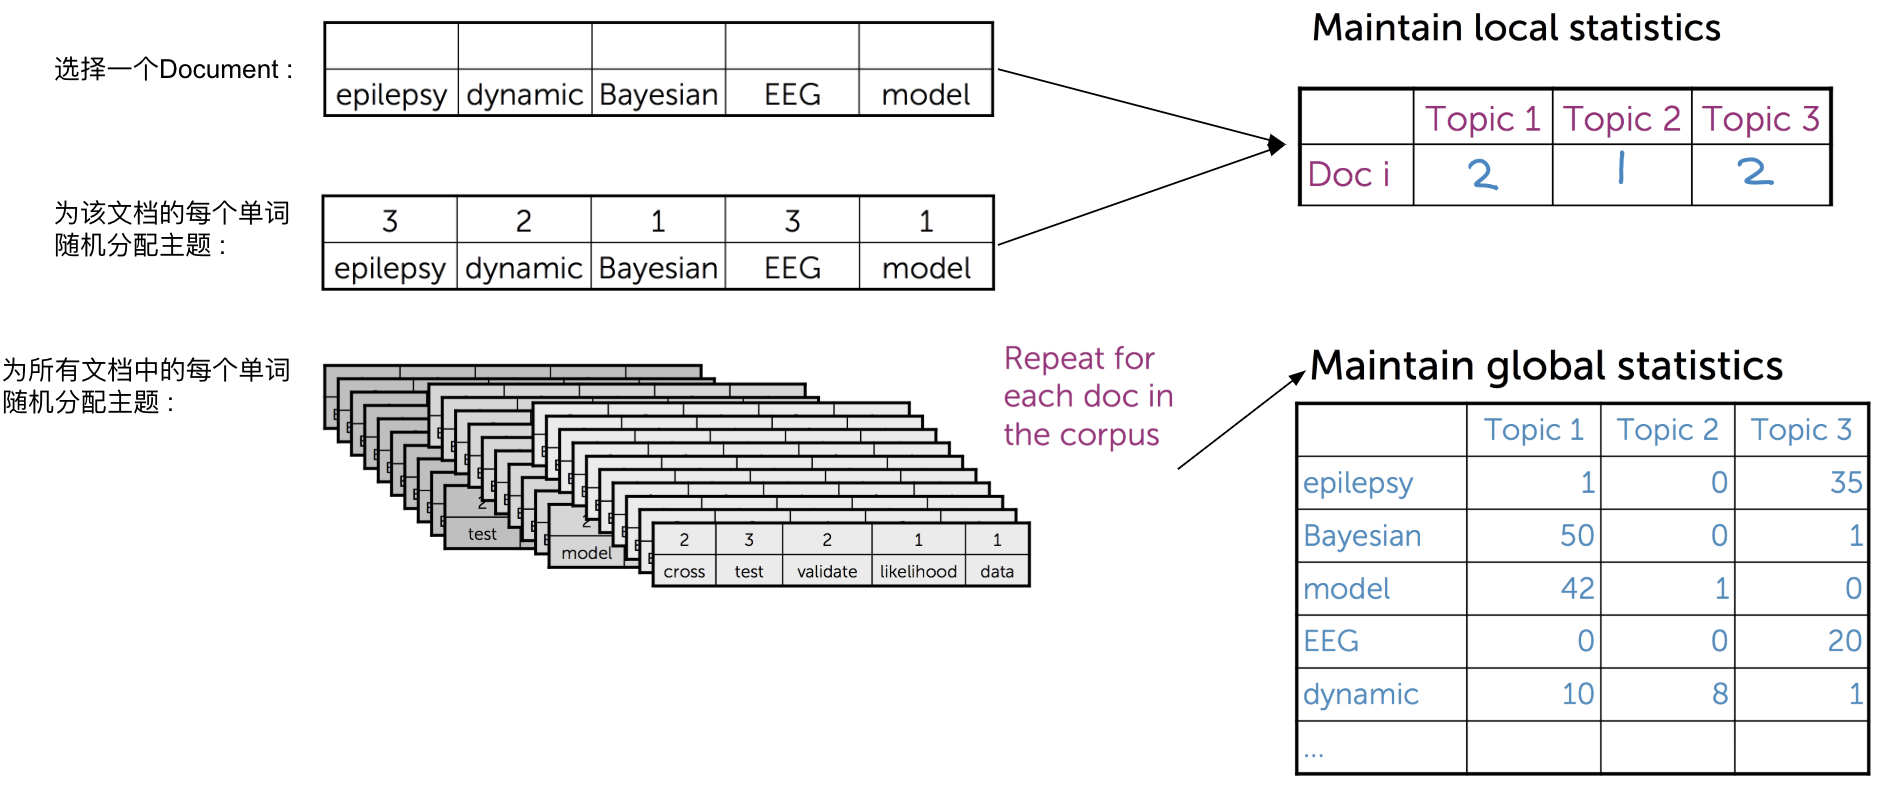 选择一个Document :
epilepsy dynamic Bayesian EEG model
为该文档的每个单词
随机分配主题 :
3 2 1 3 1
epilepsy dynamic Bayesian EEG model
Maintain local statistics
Topic 1 Topic 2 Topic 3
Doc i 2 1 2
为所有文档中的每个单词
随机分配主题 :
2
test
2
model
2 3 2 1 1
cross test validate likelihood data
Repeat for
each doc in
the corpus
Maintain global statistics
Topic 1 Topic 2 Topic 3
epilepsy 1 0 35
Bayesian 50 0 1
model 42 1 0
EEG 0 0 20
dynamic 10 8 1
...